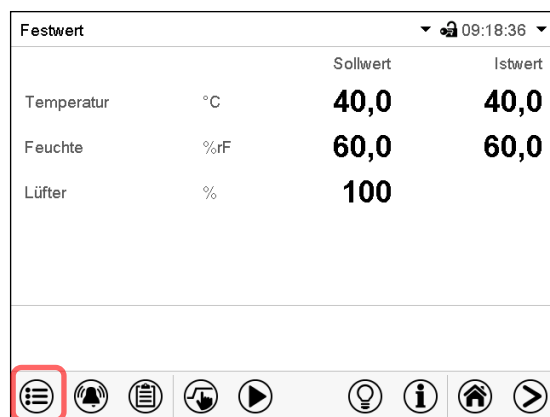 Festwert 09:18:36
Sollwert Istwert
Temperatur °C 40,0 40,0
Feuchte %rF 60,0 60,0
Lüfter % 100